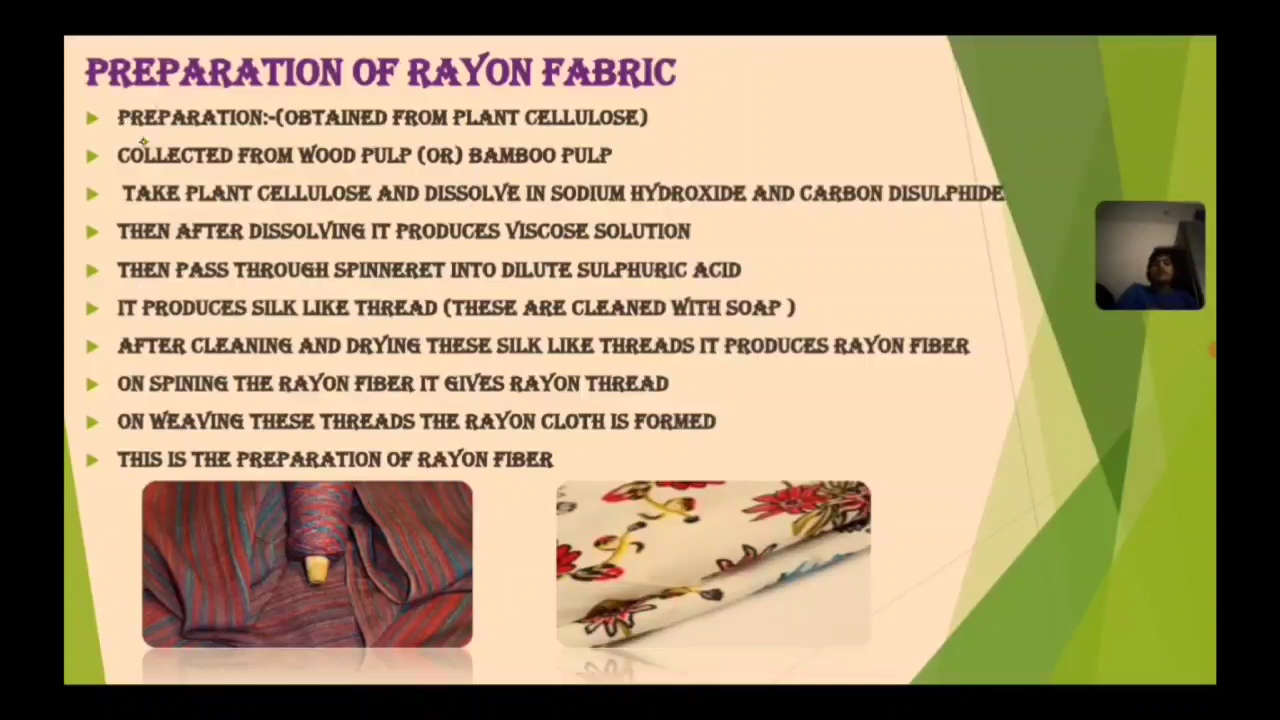 PREPARATION OF RAYON FABRIC
PREPARATION:-(OBTAINED FROM PLANT CELLULOSE)
COLLECTED FROM WOOD PULP (OR) BAMBOO PULP
TAKE PLANT CELLULOSE AND DISSOLVE IN SODIUM HYDROXIDE AND CARBON DISULPHIDE
THEN AFTER DISSOLVING IT PRODUCES VISCOSE SOLUTION
THEN PASS THROUGH SPINNERET INTO DILUTE SULPHURIC ACID
IT PRODUCES SILK LIKE THREAD (THESE ARE CLEANED WITH SOAP )
AFTER CLEANING AND DRYING THESE SILK LIKE THREADS IT PRODUCES RAYON FIBER
ON SPINING THE RAYON FIBER IT GIVES RAYON THREAD
ON WEAVING THESE THREADS THE RAYON CLOTH IS FORMED
THIS IS THE PREPARATION OF RAYON FIBER